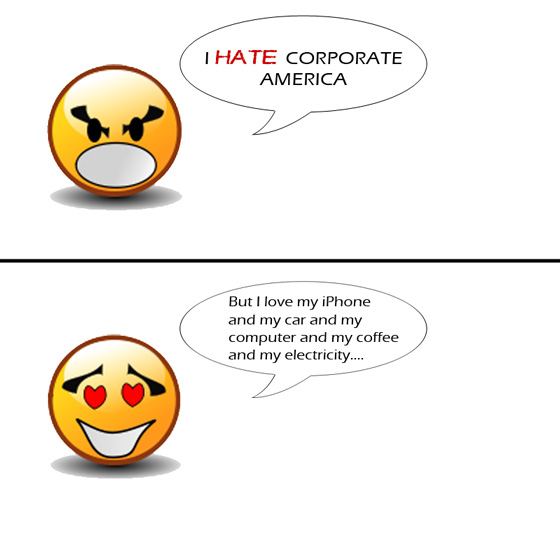 I HATE CORPORATE
AMERICA
But I love my iPhone
and my car and my
computer and my coffee
and my electricity....